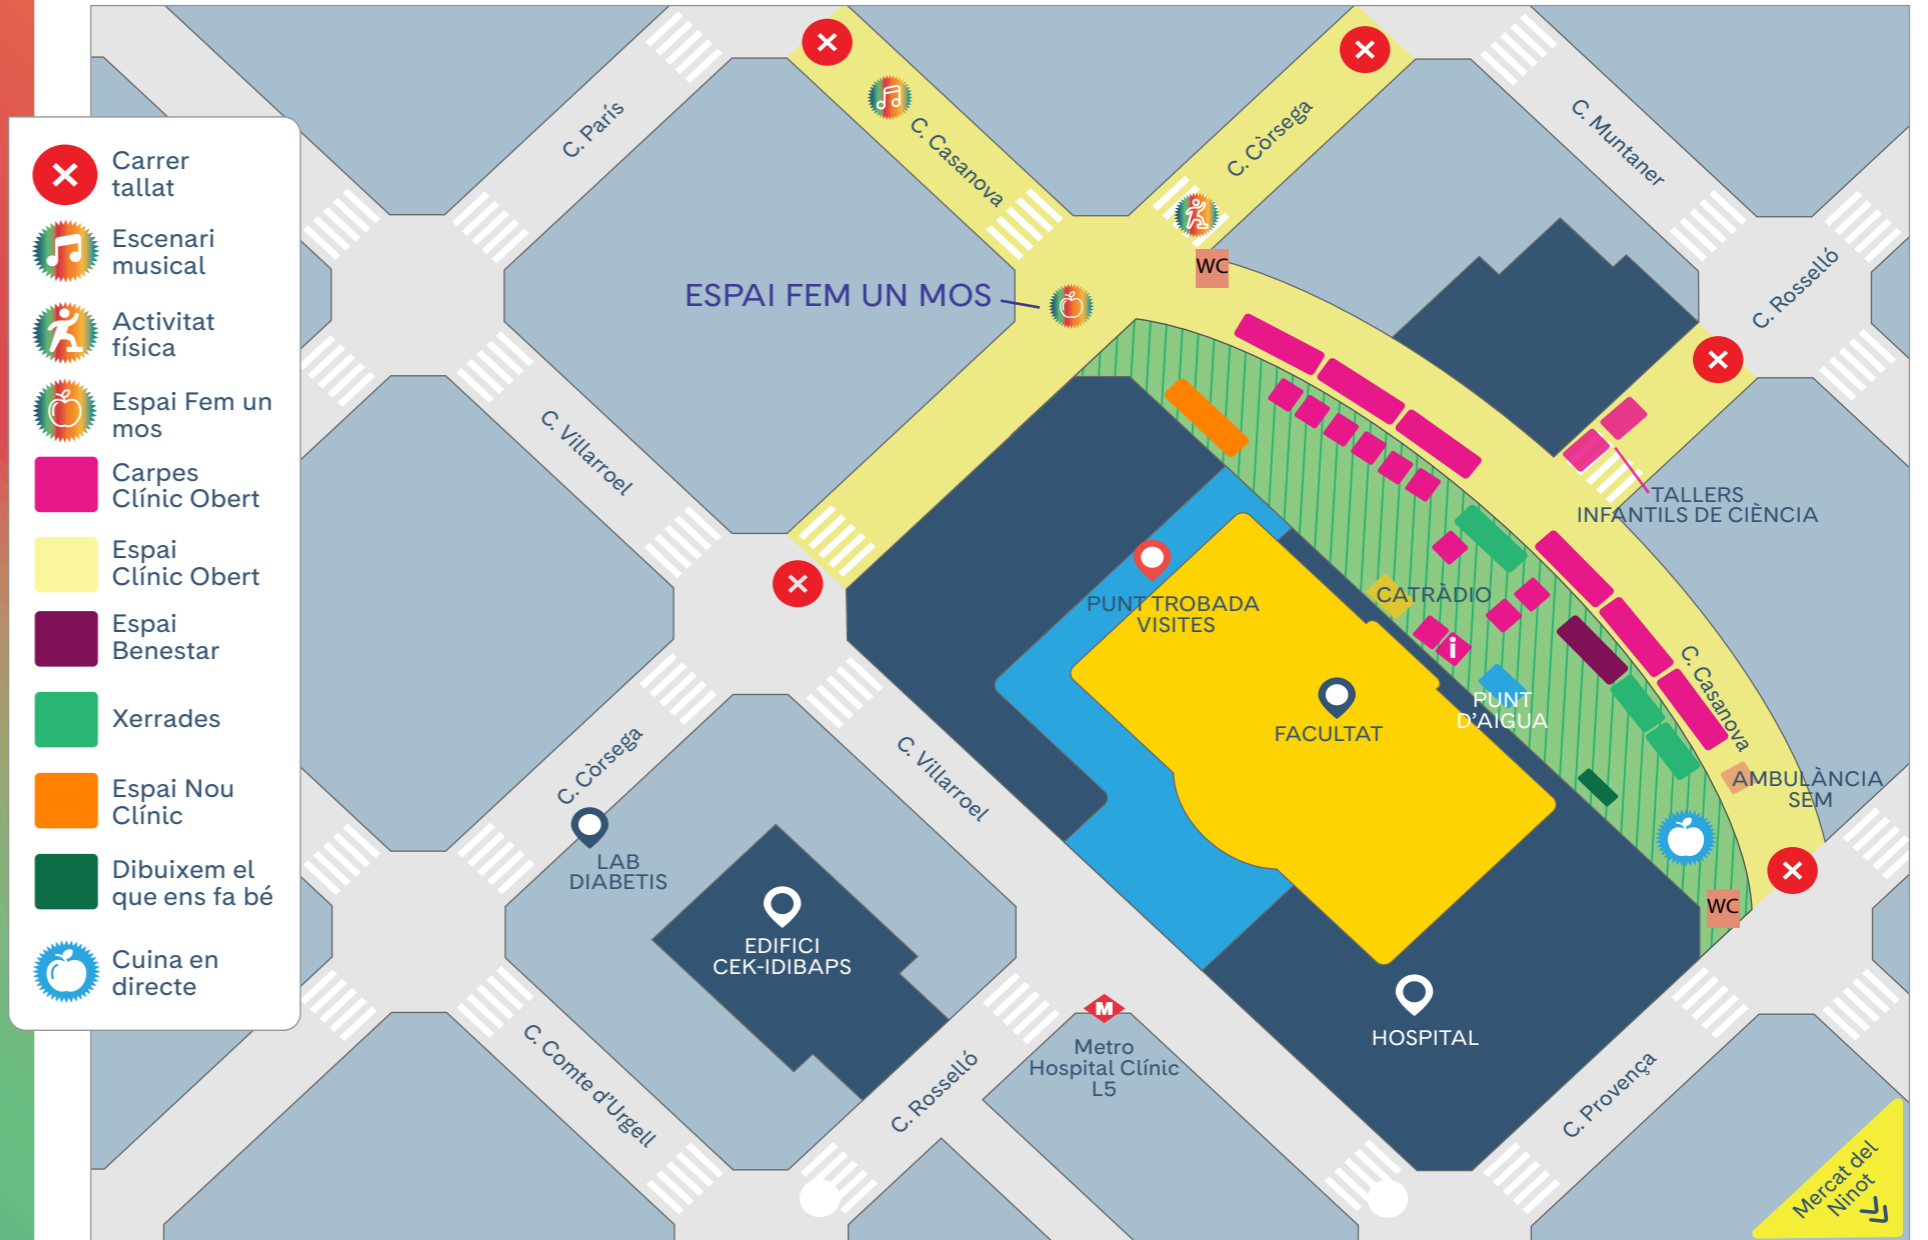 Carrer
tallat
Escenari
musical
Activitat
física
Espai Fem un
mos
Carpes
Clínic Obert
Espai
Clínic Obert
Espai
Benestar
Xerrades
Espai Nou
Clínic
Dibuixem el
que ens fa bé
Cuina en
directe
C. París
C. Casanova
C. Còrsega
C. Muntaner
C. Rosselló
WC
ESPAI FEM UN MOS
C. Villarroel
TALLERS
INFANTILS DE CIÈNCIA
PUNT TROBADA
VISITES
CATRÀDIO
i
PUNT
D'AIGUA
FACULTAT
C. Casanova
AMBULÀNCIA
SEM
C. Còrsega
C. Villarroel
LAB
DIABETIS
EDIFICI
CEK-IDIBAPS
WC
HOSPITAL
M
Metro
Hospital Clínic
L5
C. Comte d'Urgell
C. Rosselló
C. Provença
Mercat del
Ninot